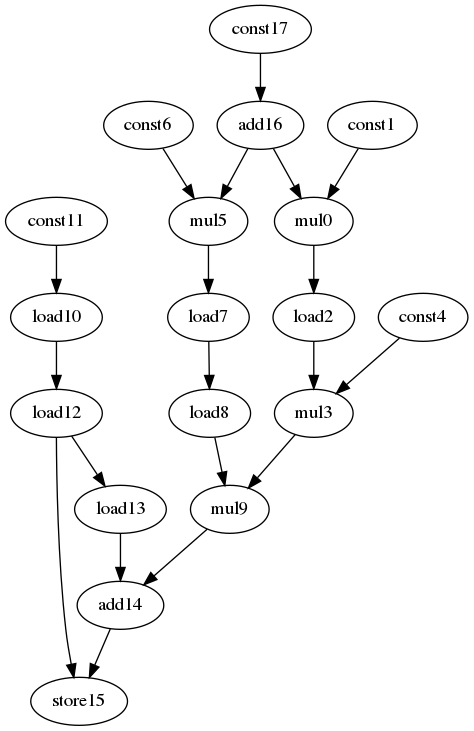 const17
const6
add16
const1
const11
mul5
mul0
load10
load7
load2
const4
load12
load8
mul3
load13
mul9
add14
store15